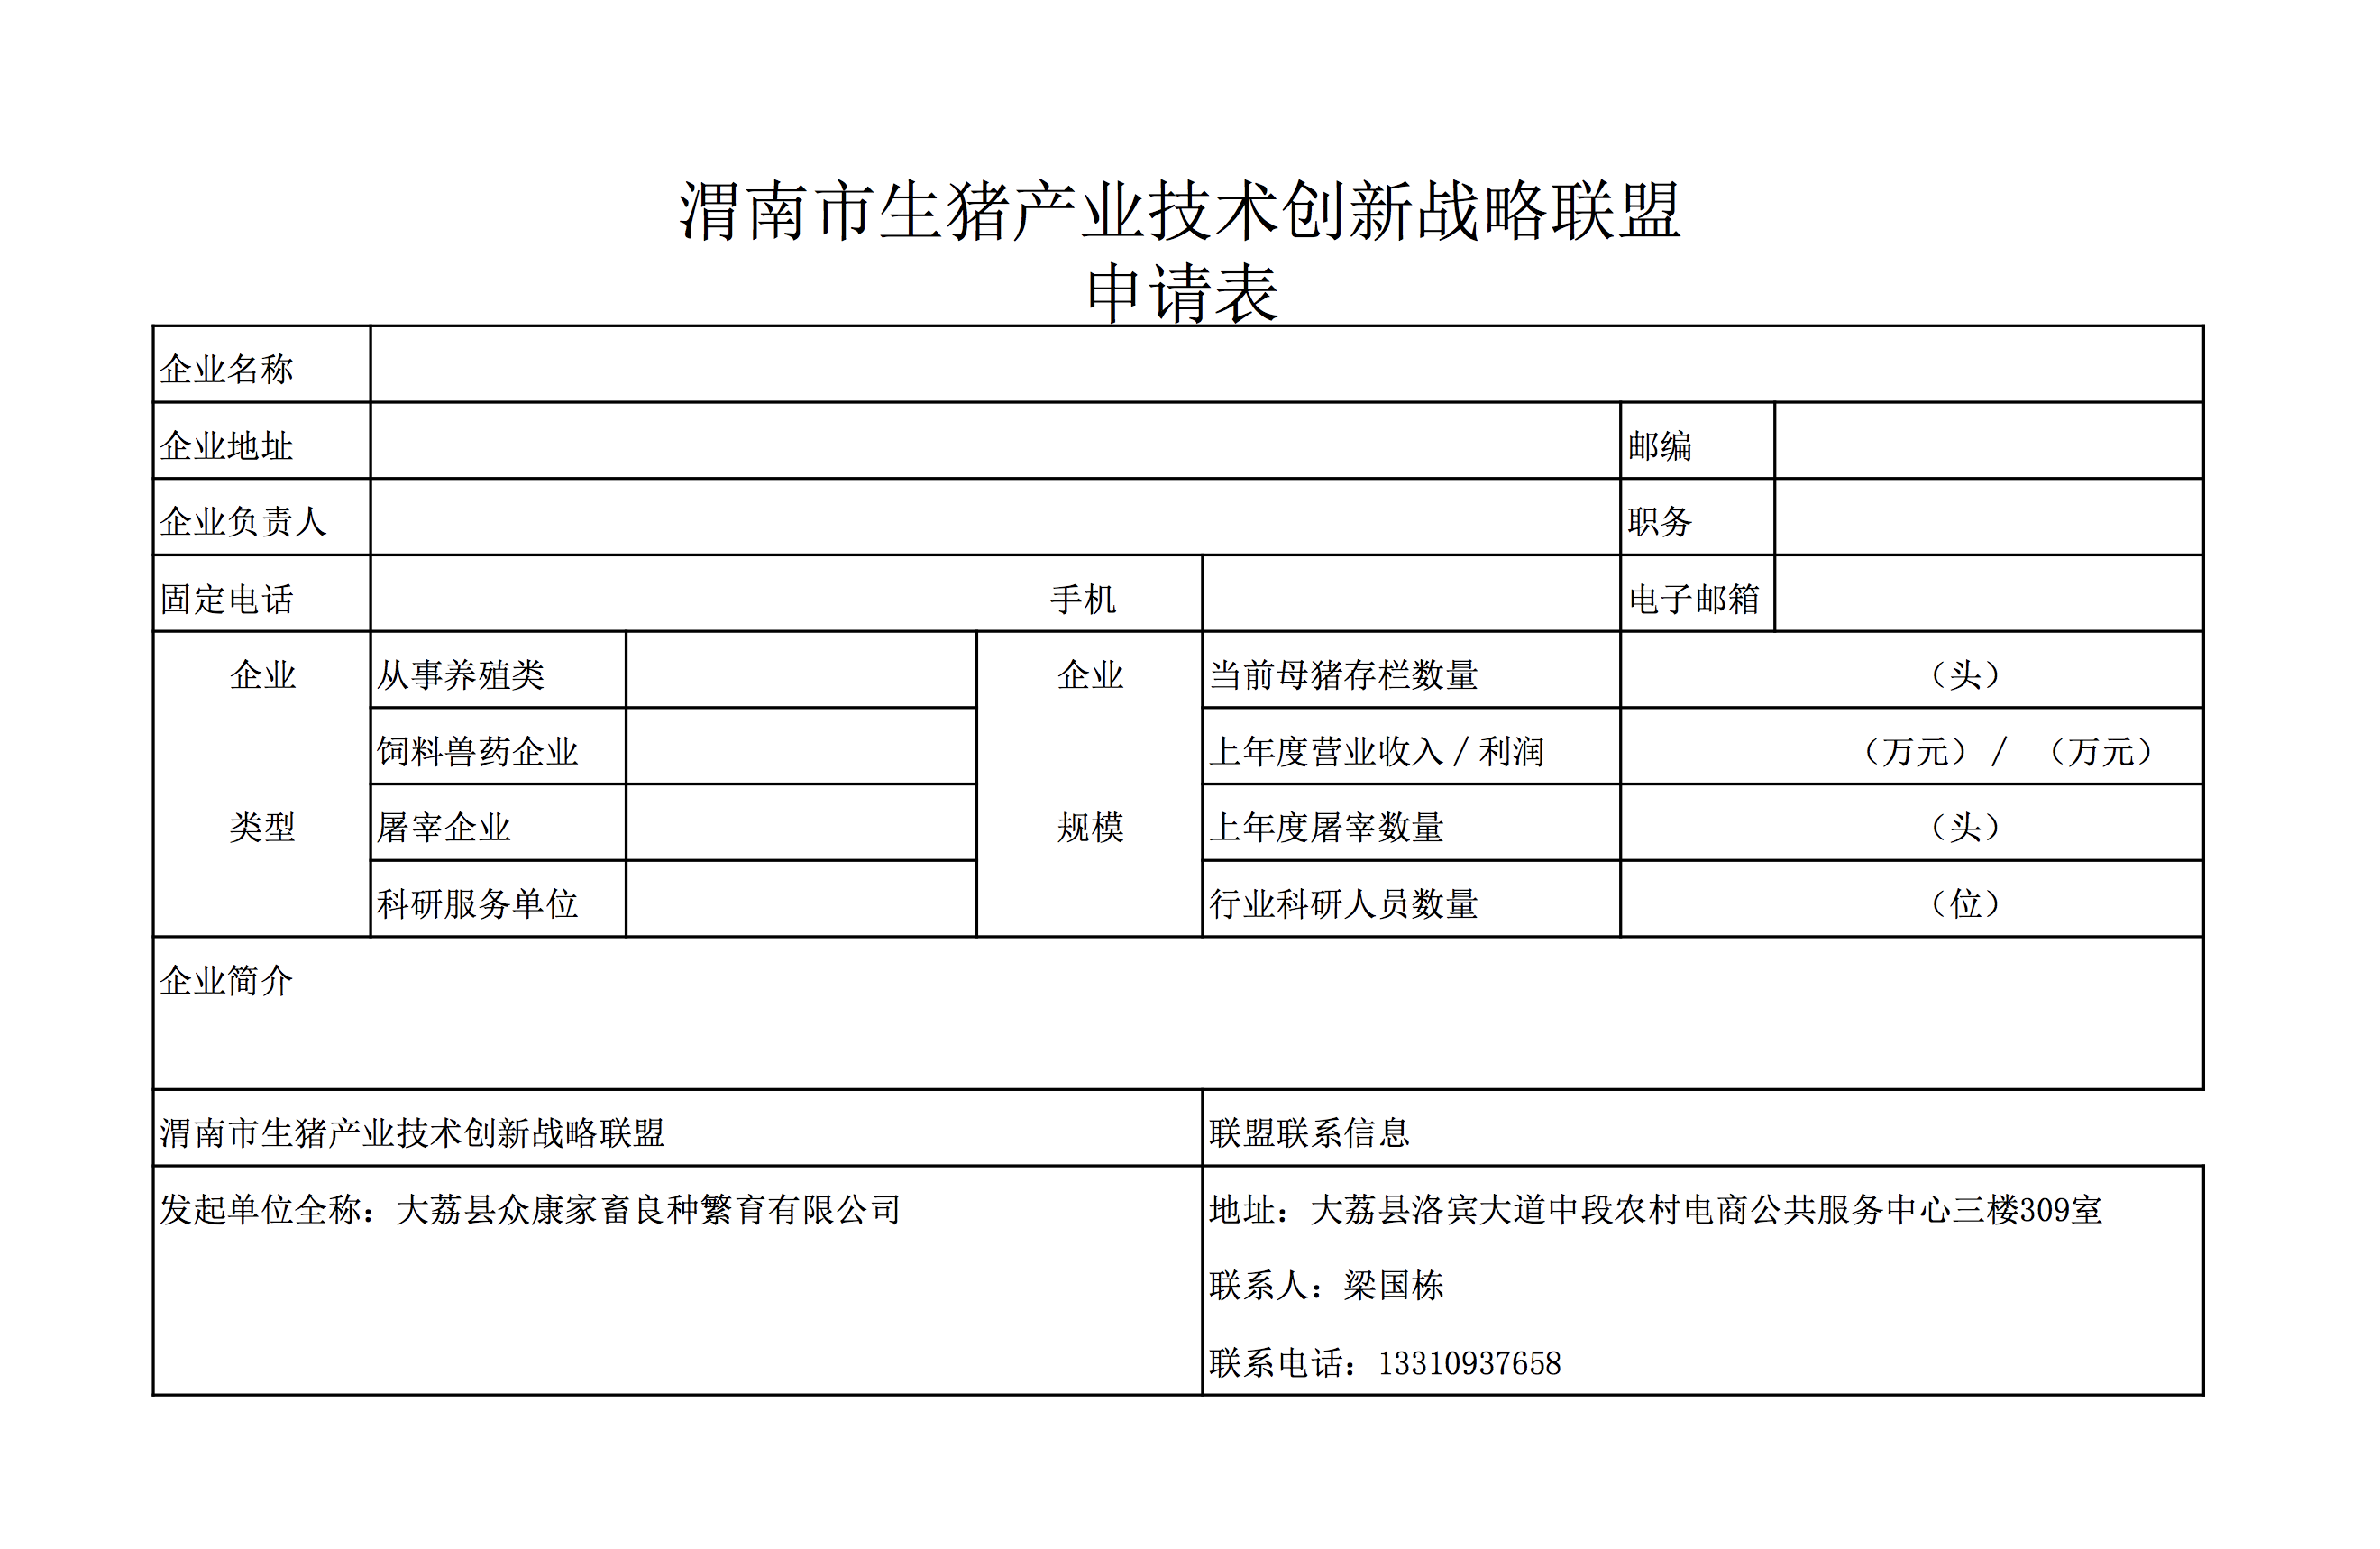 渭南市生猪产业技术创新战略联盟
申请表
企业名称
企业地址 邮编
企业负责人 职务
固定电话 手机 电子邮箱
企业 从事养殖类 企业 当前母猪存栏数量 （头）
饲料兽药企业 上年度营业收入／利润 （万元）／ （万元）
类型 屠宰企业 规模 上年度屠宰数量 （头）
科研服务单位 行业科研人员数量 （位）
企业简介
渭南市生猪产业技术创新战略联盟 联盟联系信息
发起单位全称：大荔县众康家畜良种繁育有限公司 地址：大荔县洛宾大道中段农村电商公共服务中心三楼309室
联系人：梁国栋
联系电话：13310937658